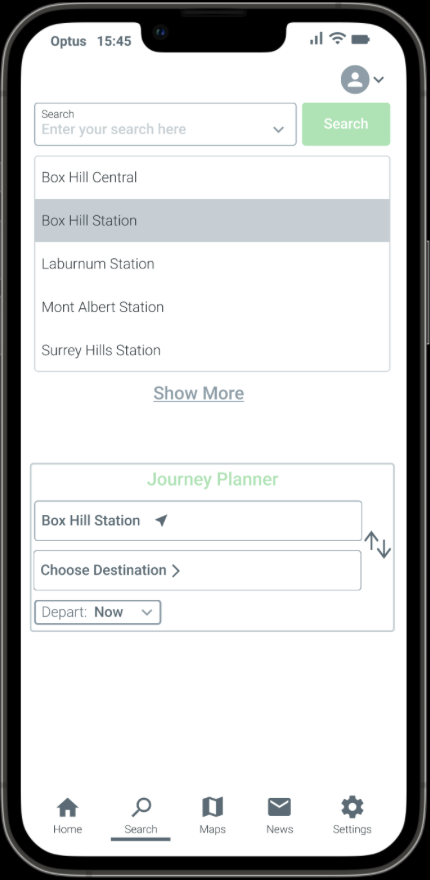 Optus 15:45
Search
Enter your search here
Search
Box Hill Central
Box Hill Station
Laburnum Station
Mont Albert Station
Surrey Hills Station
Show More
Journey Planner
Box Hill Station
Choose Destination
Depart: Now
Home Search Maps News Settings